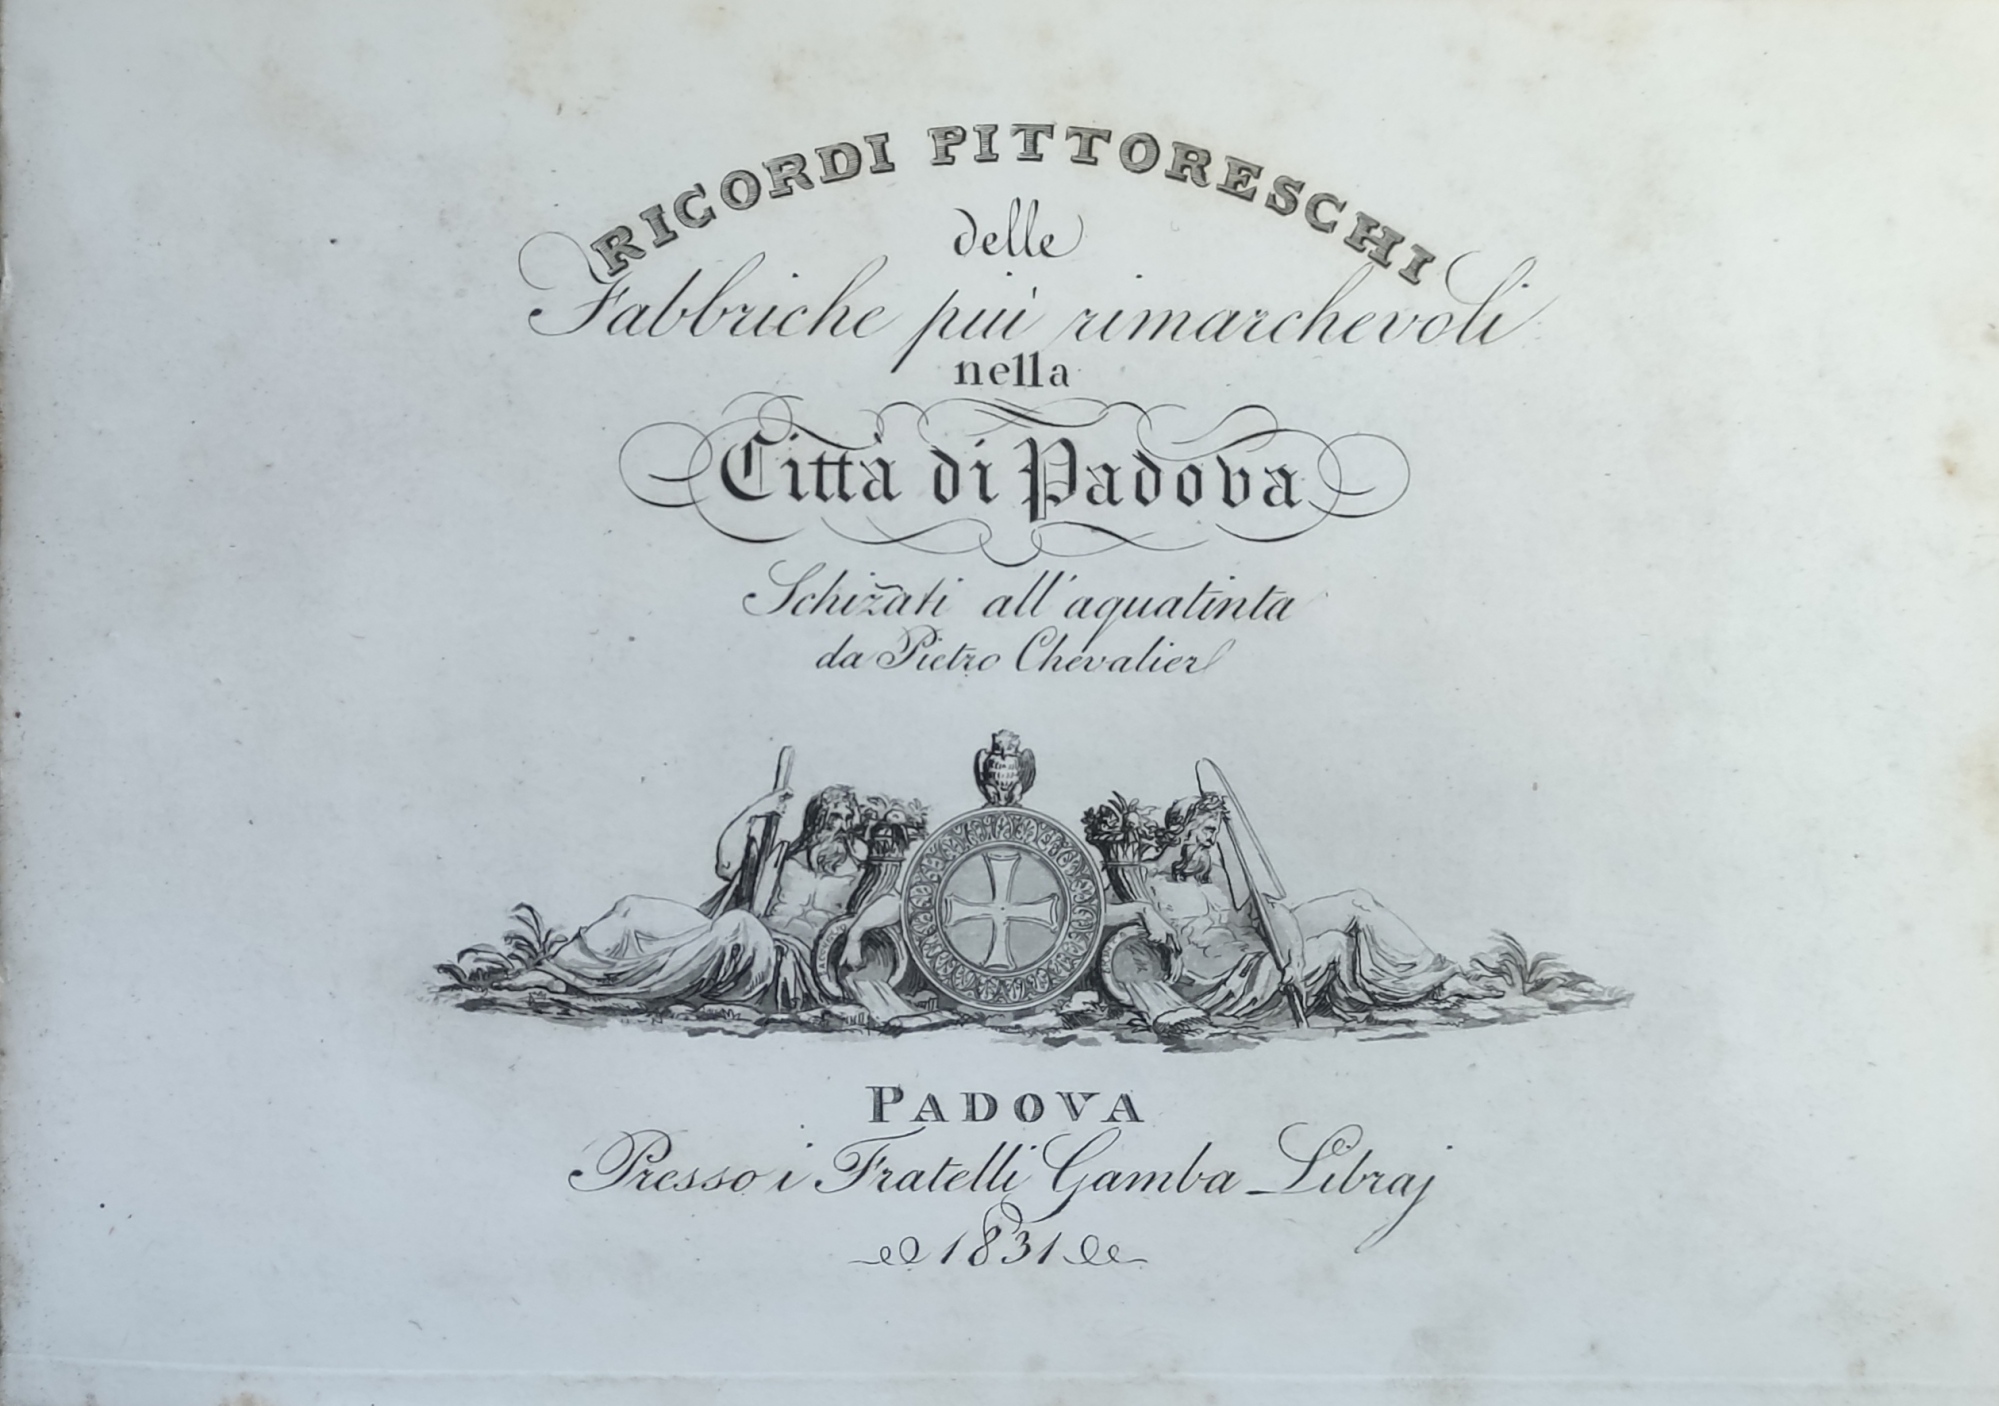 RICORDI PITTORESCHI
delle
Fabbriche più rimarchevoli
nella
Città di Padova
Schizati all'aquatinta
da Pietro Chevalier
PADOVA
Presso i Fratelli Gamba Libraj
1831